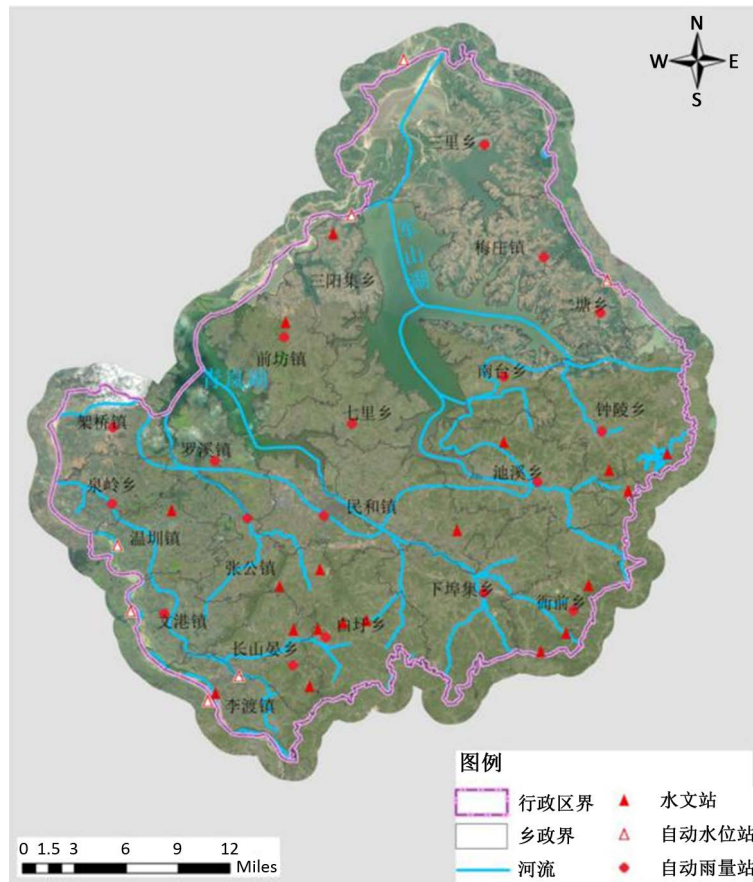 N
W E
S
三里乡
军山湖
梅庄镇
三阳集乡
二塘乡
前坊镇
南台乡
七里乡
钟陵乡
架桥镇
罗溪镇
池溪乡
泉岭乡
民和镇
温圳镇
张公镇
下埠集乡
衙前乡
文港镇
白圩乡
长山晏乡
李渡镇
图例
行政区界 水文站
乡政界 自动水位站
河流 自动雨量站
0 1.5 3 6 9 12
Miles